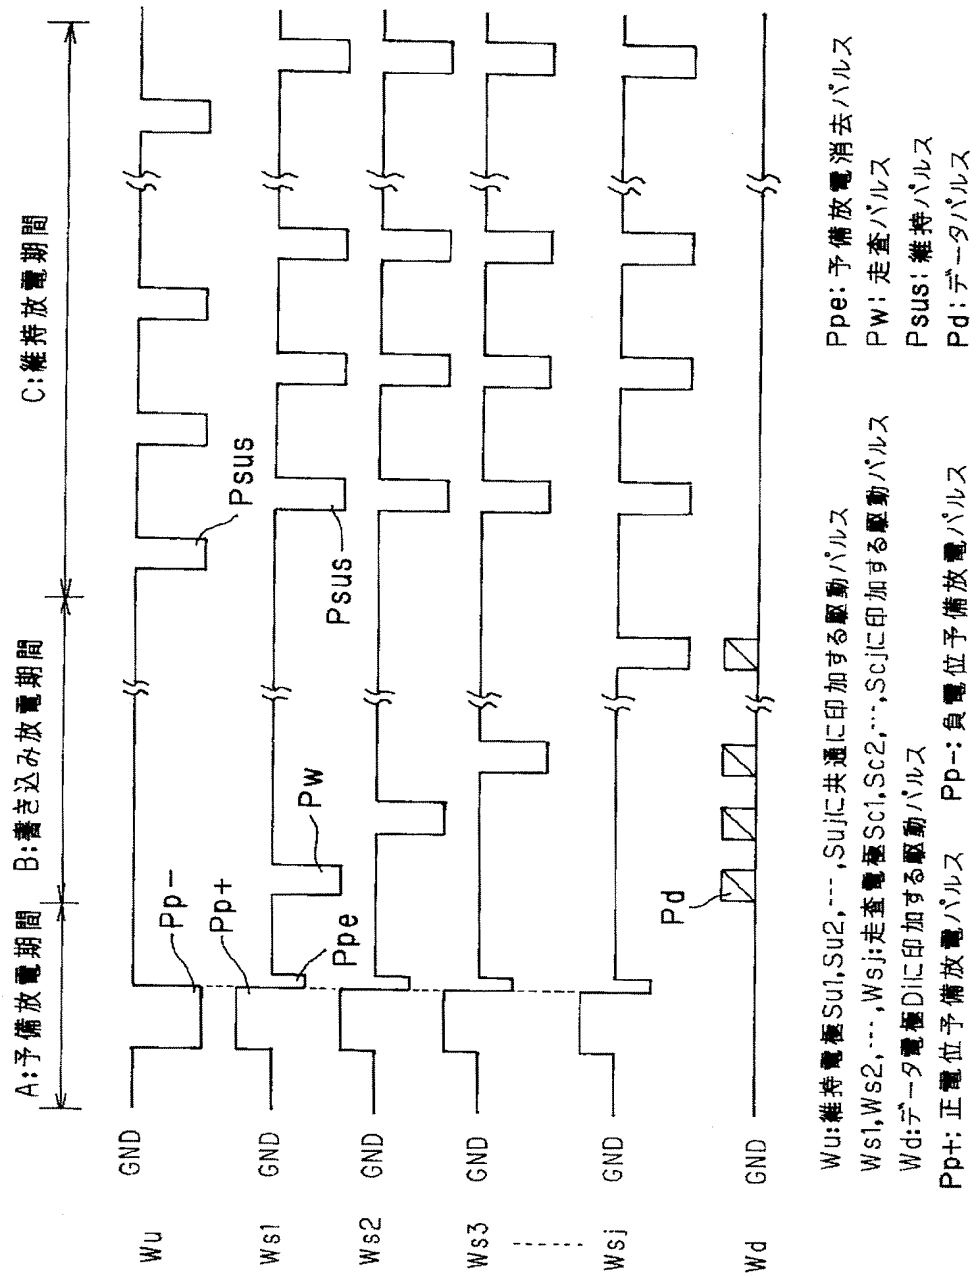 A:予備放電期間
B:書き込み放電期間
C:維持放電期間
Wu
GND
Pp-
Psus
Pp+
Ws1
GND
Pw
Psus
Ppe
Ws2
GND
Ws3
GND
Wsj
GND
Pd
Wd
GND
Wu:維持電極Su1,Su2,---,Sujに共通に印加する駆動パルス
Ws1,Ws2,---,Wsj:走査電極Sc1,Sc2,---,Scjに印加する駆動パルス
Wd:データ電極Diに印加する駆動パルス
Pp+:正電位予備放電パルス
Pp-:負電位予備放電パルス
Ppe:予備放電消去パルス
Pw:走査パルス
Psus:維持パルス
Pd:データパルス